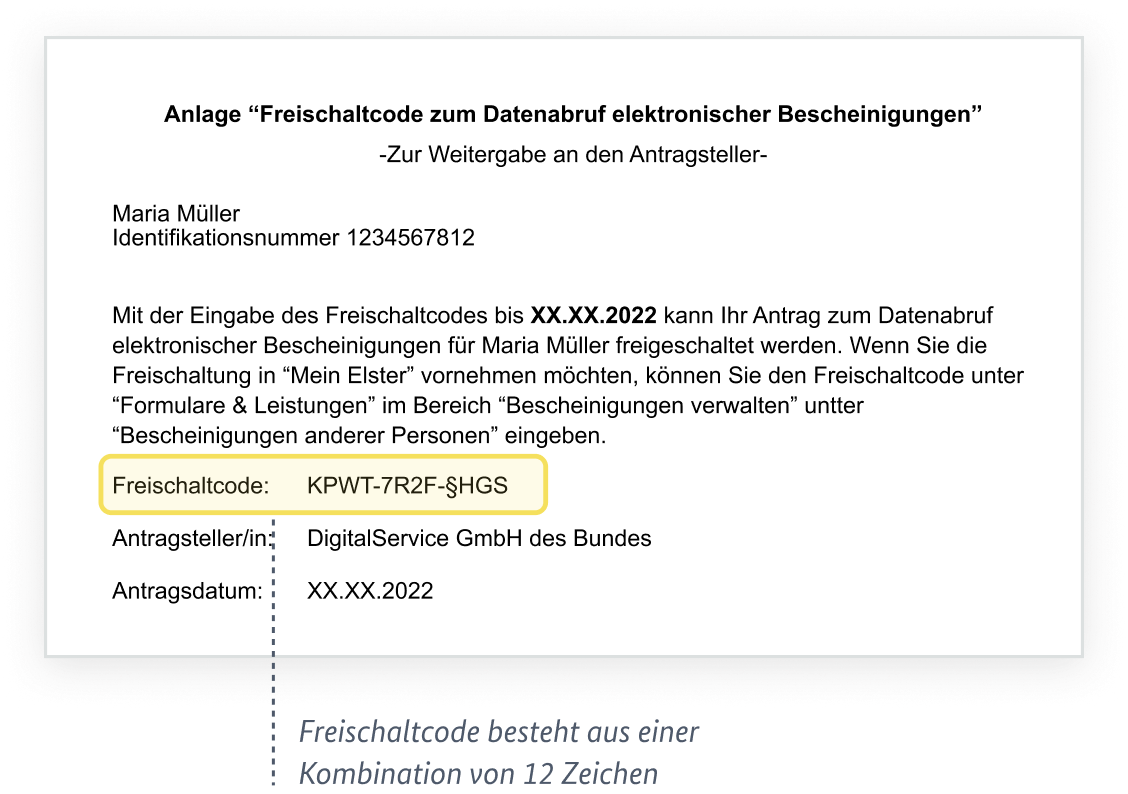 Anlage “Freischaltcode zum Datenabruf elektronischer Bescheinigungen”
-Zur Weitergabe an den Antragsteller-
Maria Müller
Identifikationsnummer 1234567812
Mit der Eingabe des Freischaltcodes bis XX.XX.2022 kann Ihr Antrag zum Datenabruf
elektronischer Bescheinigungen für Maria Müller freigeschaltet werden. Wenn Sie die
Freischaltung in “Mein Elster” vornehmen möchten, können Sie den Freischaltcode unter
“Formulare & Leistungen” im Bereich “Bescheinigungen verwalten” untter
“Bescheinigungen anderer Personen” eingeben.
Freischaltcode: KPWT-7R2F-§HGS
Antragsteller/in: DigitalService GmbH des Bundes
Antragsdatum: XX.XX.2022
Freischaltcode besteht aus einer
Kombination von 12 Zeichen